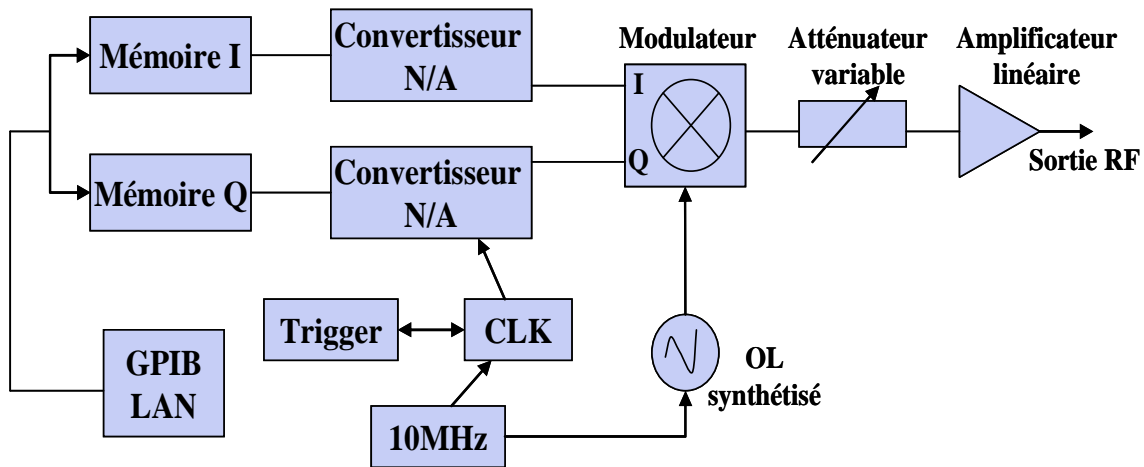 Mémoire I
Convertisseur
N/A
Modulateur
I
Q
Atténuateur
variable
Amplificateur
linéaire
Sortie RF
Mémoire Q
Convertisseur
N/A
Trigger
CLK
GPIB
LAN
10MHz
OL
synthétisé